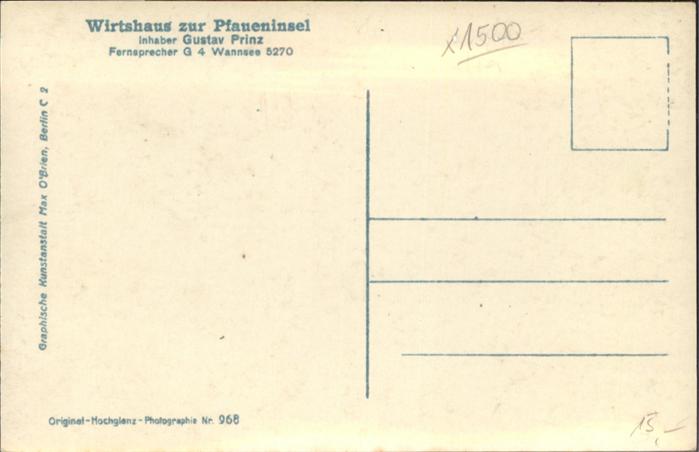 Wirtshaus zur Pfaueninsel
Inhaber Gustav Prinz
Fernsprecher G 4 Wannsee 5270
x1500
Graphische Kunstanstalt Max O'Brien, Berlin C 2
Original-Hochglanz-Photographie Nr. 968
15,-